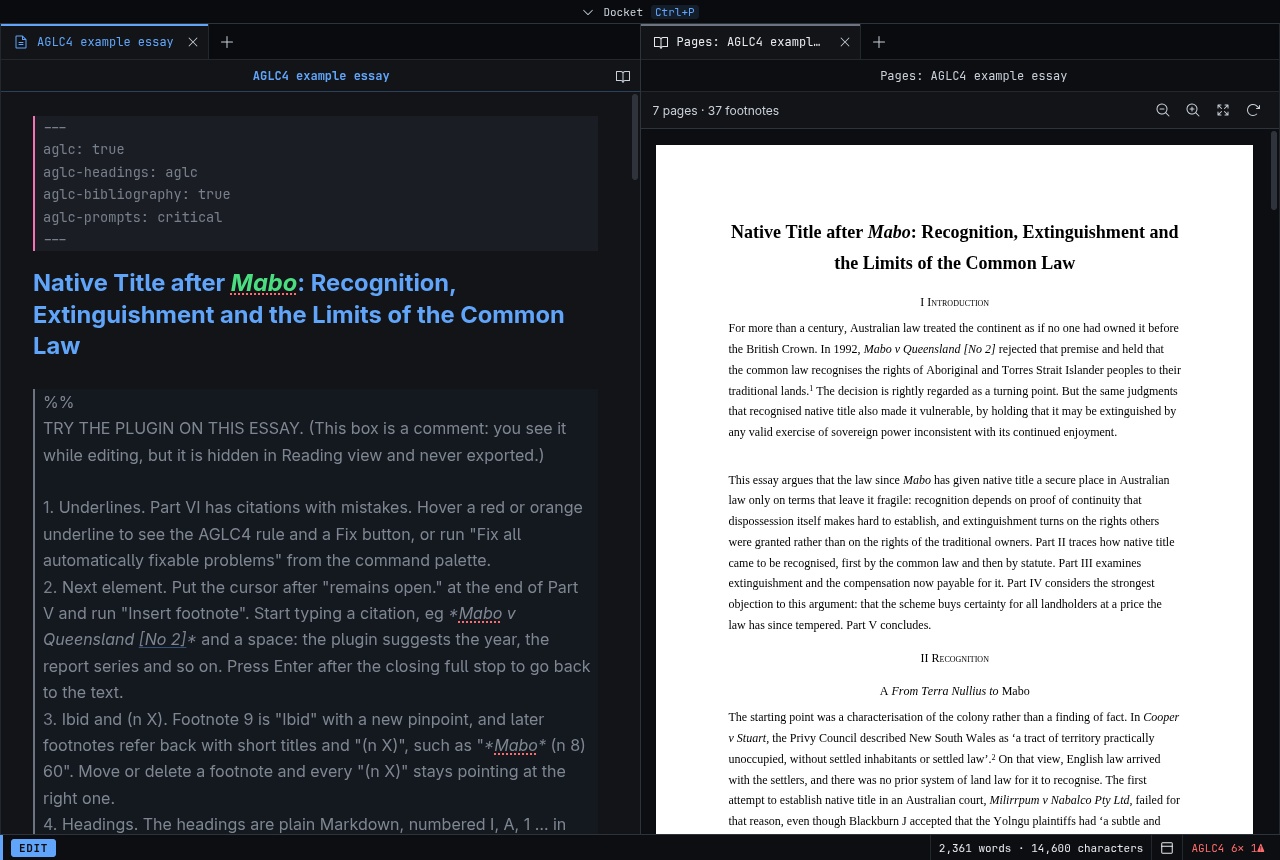 Docket Ctrl+P
AGLC4 example essay
Pages: AGLC4 exampl…
AGLC4 example essay
Pages: AGLC4 example essay
7 pages · 37 footnotes
---
aglc: true
aglc-headings: aglc
aglc-bibliography: true
aglc-prompts: critical
---
Native Title after Mabo: Recognition,
Extinguishment and the Limits of the Common
Law
%%
TRY THE PLUGIN ON THIS ESSAY. (This box is a comment: you see it
while editing, but it is hidden in Reading view and never exported.)
1. Underlines. Part VI has citations with mistakes. Hover a red or orange
underline to see the AGLC4 rule and a Fix button, or run "Fix all
automatically fixable problems" from the command palette.
2. Next element. Put the cursor after "remains open." at the end of Part
V and run "Insert footnote". Start typing a citation, eg *Mabo v
Queensland [No 2]* and a space: the plugin suggests the year, the
report series and so on. Press Enter after the closing full stop to go back
to the text.
3. Ibid and (n X). Footnote 9 is "Ibid" with a new pinpoint, and later
footnotes refer back with short titles and "(n X)", such as "*Mabo* (n 8)
60". Move or delete a footnote and every "(n X)" stays pointing at the
right one.
4. Headings. The headings are plain Markdown, numbered I, A, 1 ... in
Native Title after Mabo: Recognition, Extinguishment and
the Limits of the Common Law
I Introduction
For more than a century, Australian law treated the continent as if no one had owned it before
the British Crown. In 1992, Mabo v Queensland [No 2] rejected that premise and held that
the common law recognises the rights of Aboriginal and Torres Strait Islander peoples to their
traditional lands.1 The decision is rightly regarded as a turning point. But the same judgments
that recognised native title also made it vulnerable, by holding that it may be extinguished by
any valid exercise of sovereign power inconsistent with its continued enjoyment.
This essay argues that the law since Mabo has given native title a secure place in Australian
law only on terms that leave it fragile: recognition depends on proof of continuity that
dispossession itself makes hard to establish, and extinguishment turns on the rights others
were granted rather than on the rights of the traditional owners. Part II traces how native title
came to be recognised, first by the common law and then by statute. Part III examines
extinguishment and the compensation now payable for it. Part IV considers the strongest
objection to this argument: that the scheme buys certainty for all landholders at a price the
law has since tempered. Part V concludes.
II Recognition
A From Terra Nullius to Mabo
The starting point was a characterisation of the colony rather than a finding of fact. In Cooper
v Stuart, the Privy Council described New South Wales as ‘a tract of territory practically
unoccupied, without settled inhabitants or settled law’.2 On that view, English law arrived
with the settlers, and there was no prior system of land law for it to recognise. The first
attempt to establish native title in an Australian court, Milirrpum v Nabalco Pty Ltd, failed for
that reason, even though Blackburn J accepted that the Yolngu plaintiffs had ‘a subtle and
EDIT
2,361 words · 14,600 characters
AGLC4 6× 1⚠